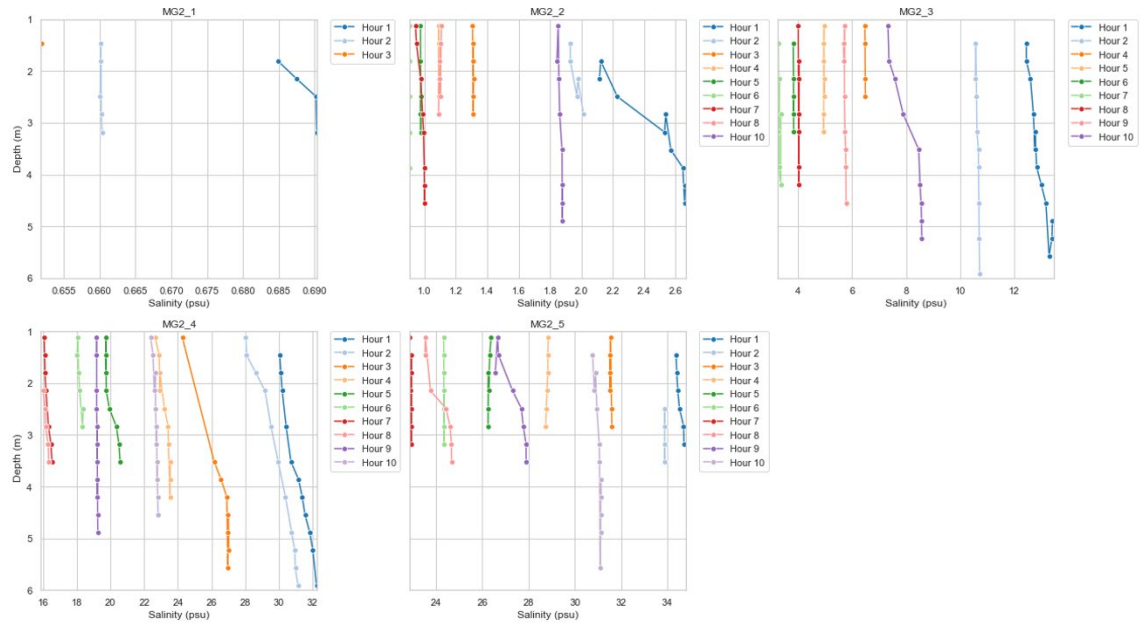 MG2_1
1
2
3
4
5
6
Depth (m)
0.655 0.660 0.665 0.670 0.675 0.680 0.685 0.690
Salinity (psu)
Hour 1
Hour 2
Hour 3
MG2_2
1.0 1.2 1.4 1.6 1.8 2.0 2.2 2.4 2.6
Salinity (psu)
Hour 1
Hour 2
Hour 3
Hour 4
Hour 5
Hour 6
Hour 7
Hour 8
Hour 10
MG2_3
4 6 8 10 12
Salinity (psu)
Hour 1
Hour 2
Hour 3
Hour 4
Hour 5
Hour 6
Hour 7
Hour 8
Hour 10
MG2_4
1
2
3
4
5
6
Depth (m)
16 18 20 22 24 26 28 30 32
Salinity (psu)
Hour 1
Hour 2
Hour 3
Hour 4
Hour 5
Hour 6
Hour 7
Hour 8
Hour 9
Hour 10
MG2_5
24 26 28 30 32 34
Salinity (psu)
Hour 1
Hour 2
Hour 3
Hour 4
Hour 5
Hour 6
Hour 7
Hour 8
Hour 9
Hour 10